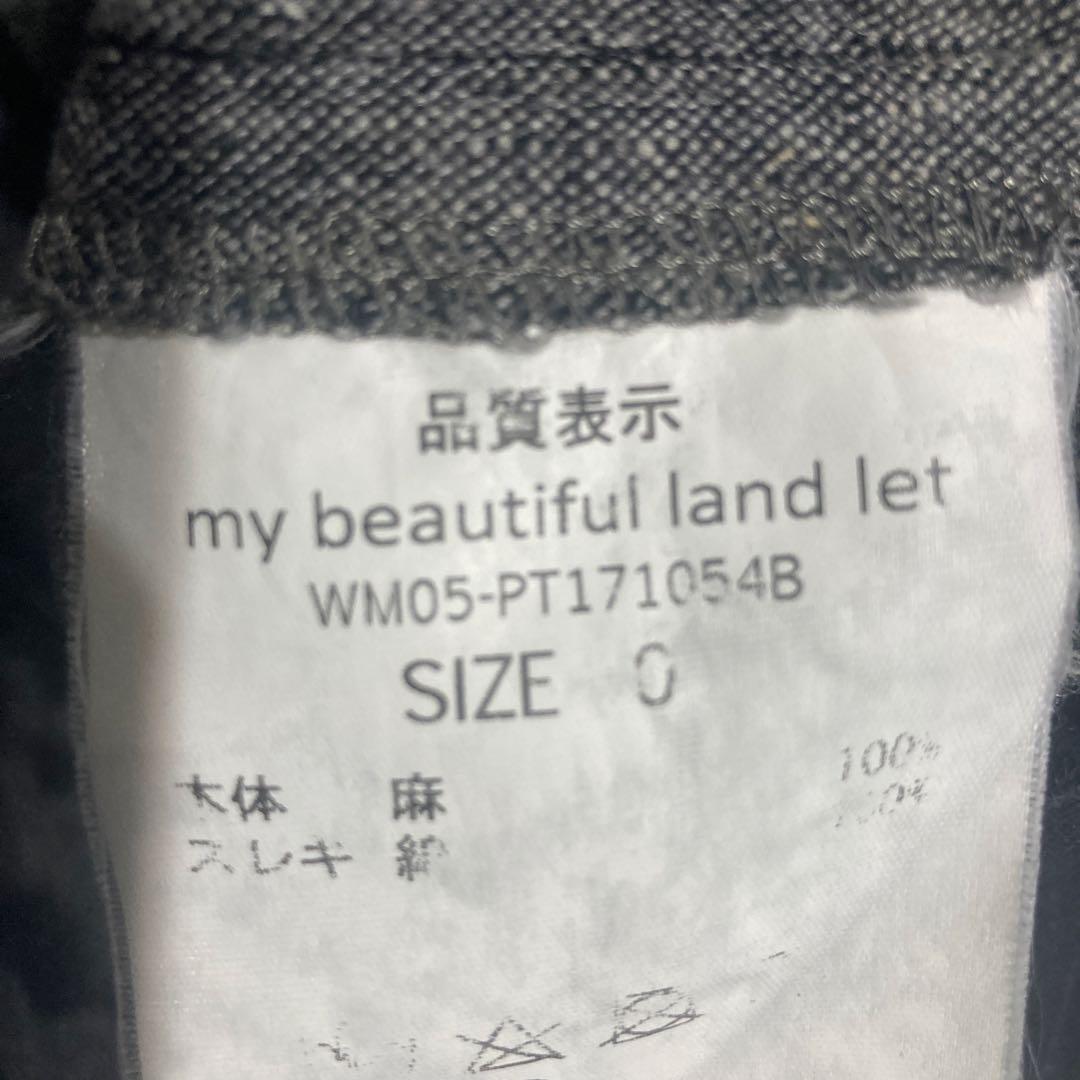 品質表示
my beautiful land let
WM05-PT171054B
SIZE 0
本体 麻 100%
スレキ 綿 100%